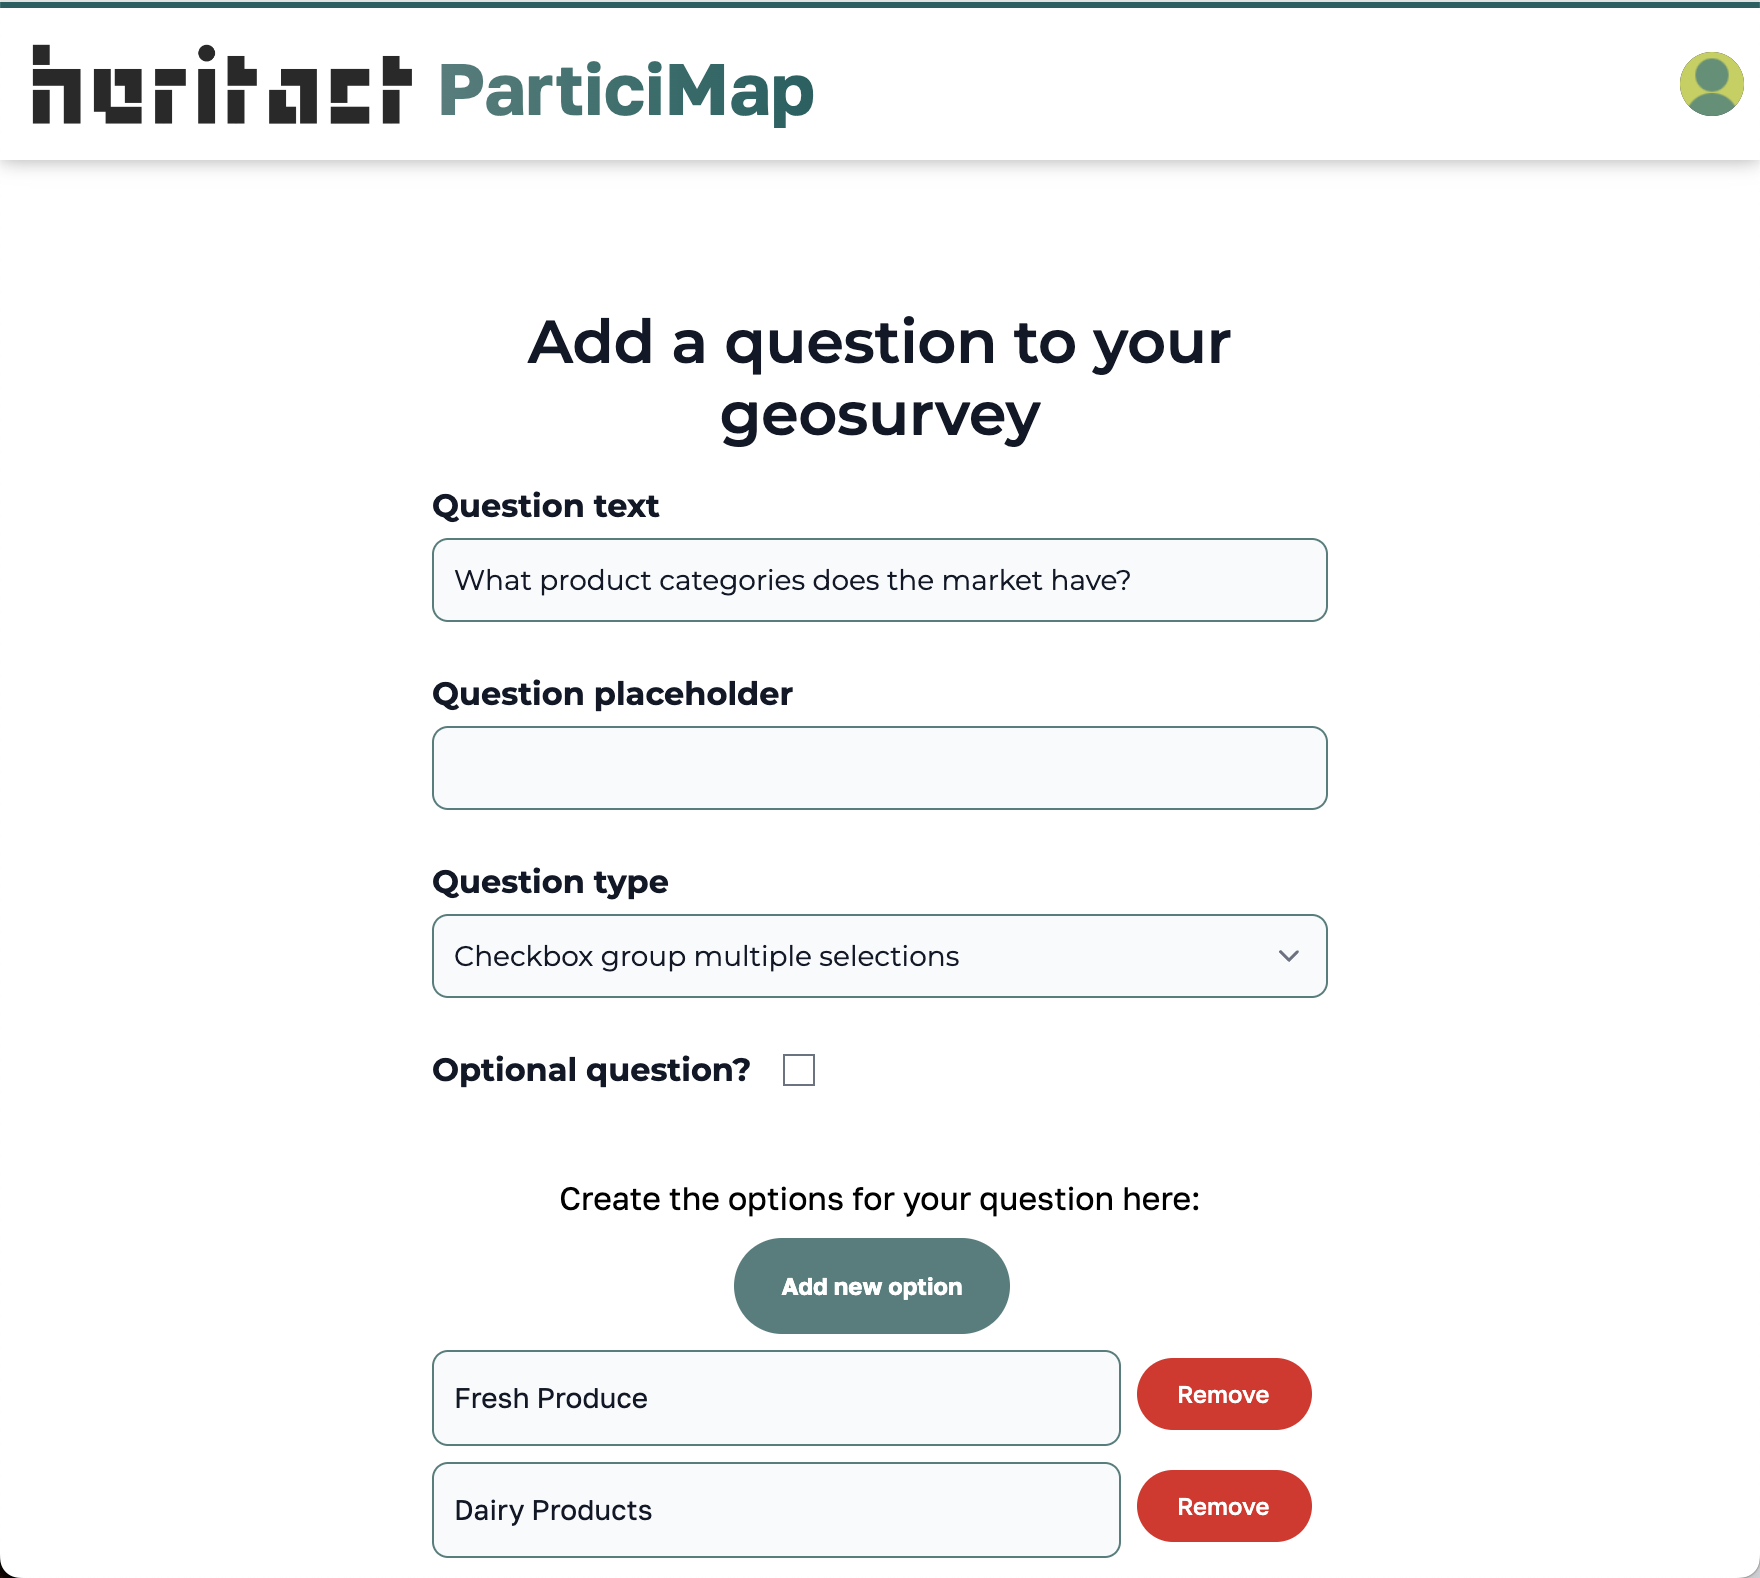 heritact ParticiMap
Add a question to your
geosurvey
Question text
What product categories does the market have?
Question placeholder
Question type
Checkbox group multiple selections
Optional question?
Create the options for your question here:
Add new option
Fresh Produce
Remove
Dairy Products
Remove